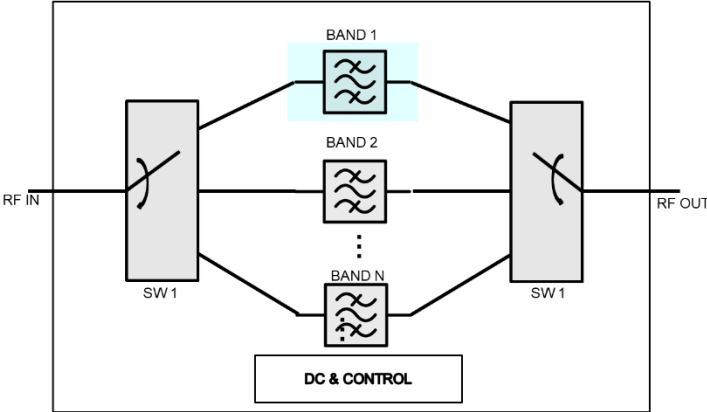 BAND 1
BAND 2
RF IN
RF OUT
BAND N
SW 1
SW 1
DC & CONTROL